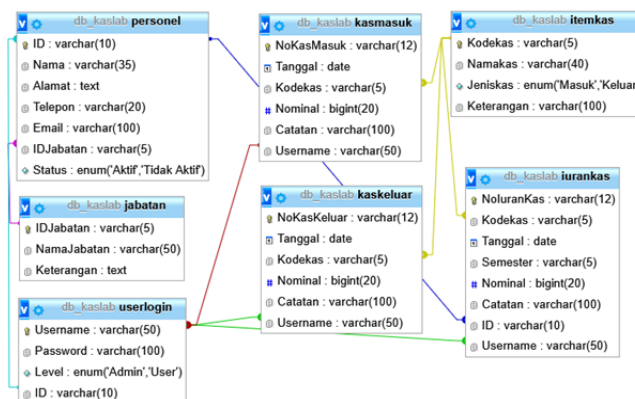 db_kaslab personel
ID : varchar(10)
Nama : varchar(35)
Alamat : text
Telepon : varchar(20)
Email : varchar(100)
IDJabatan : varchar(5)
Status : enum('Aktif','Tidak Aktif')
db_kaslab jabatan
IDJabatan : varchar(5)
NamaJabatan : varchar(50)
Keterangan : text
db_kaslab userlogin
Username : varchar(50)
Password : varchar(100)
Level : enum('Admin','User')
ID : varchar(10)
db_kaslab kasmasuk
NoKasMasuk : varchar(12)
Tanggal : date
Kodekas : varchar(5)
Nominal : bigint(20)
Catatan : varchar(100)
Username : varchar(50)
db_kaslab kaskeluar
NoKasKeluar : varchar(12)
Tanggal : date
Kodekas : varchar(5)
Nominal : bigint(20)
Catatan : varchar(100)
Username : varchar(50)
db_kaslab itemkas
Kodekas : varchar(5)
Namakas : varchar(40)
Jeniskas : enum('Masuk','Keluar
Keterangan : varchar(100)
db_kaslab iurankas
NoIuranKas : varchar(12)
Kodekas : varchar(5)
Tanggal : date
Semester : varchar(5)
Nominal : bigint(20)
Catatan : varchar(100)
ID : varchar(10)
Username : varchar(50)